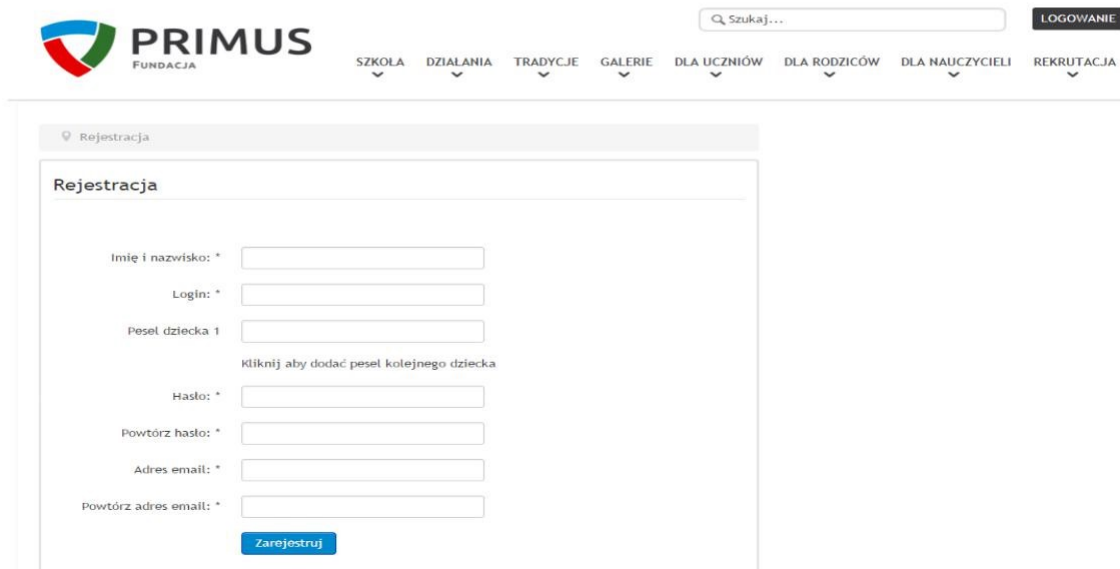 PRIMUS
FUNDACJA
Szukaj...
LOGOWANIE
SZKOŁA DZIAŁANIA TRADYCJE GALERIE DLA UCZNIÓW DLA RODZICÓW DLA NAUCZYCIELI REKRUTACJA
Rejestracja
Rejestracja
Imię i nazwisko: *
Login: *
Pesel dziecka 1
Kliknij aby dodać pesel kolejnego dziecka
Hasło: *
Powtórz hasło: *
Adres email: *
Powtórz adres email: *
Zarejestruj